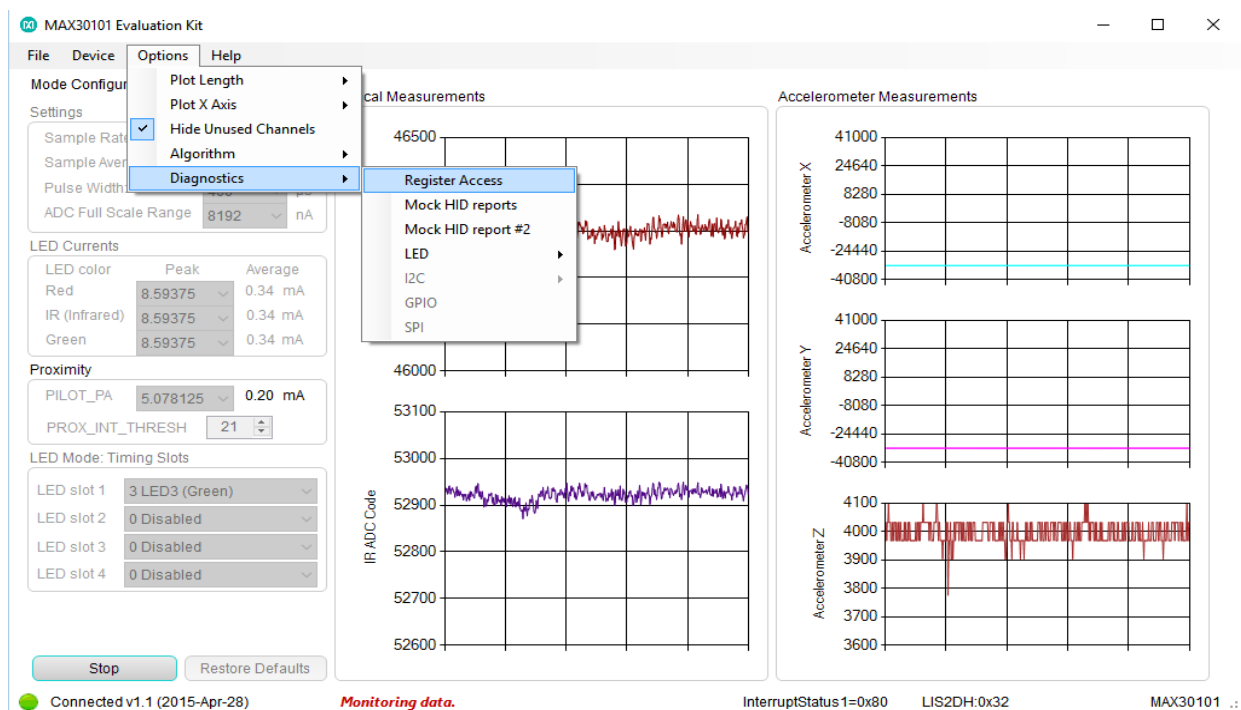 MAX30101 Evaluation Kit
File Device Options Help
Mode Configur
Settings
Sample Rate
Sample Aver
Pulse Width:
ADC Full Scale Range 8192 nA
LED Currents
LED color Peak Average
Red 8.59375 0.34 mA
IR (Infrared) 8.59375 0.34 mA
Green 8.59375 0.34 mA
Proximity
PILOT_PA 5.078125 0.20 mA
PROX_INT_THRESH 21
LED Mode: Timing Slots
LED slot 1 3 LED3 (Green)
LED slot 2 0 Disabled
LED slot 3 0 Disabled
LED slot 4 0 Disabled
Stop Restore Defaults
Plot Length
Plot X Axis
Hide Unused Channels
Algorithm
Diagnostics
Register Access
Mock HID reports
Mock HID report #2
LED
I2C
GPIO
SPI
cal Measurements
46500
46000
IR ADC Code
53100
53000
52900
52800
52700
52600
Accelerometer Measurements
Accelerometer X
41000
24640
8280
-8080
-24440
-40800
Accelerometer Y
41000
24640
8280
-8080
-24440
-40800
Accelerometer Z
4100
4000
3900
3800
3700
3600
Connected v1.1 (2015-Apr-28) Monitoring data. InterruptStatus1=0x80 LIS2DH:0x32 MAX30101